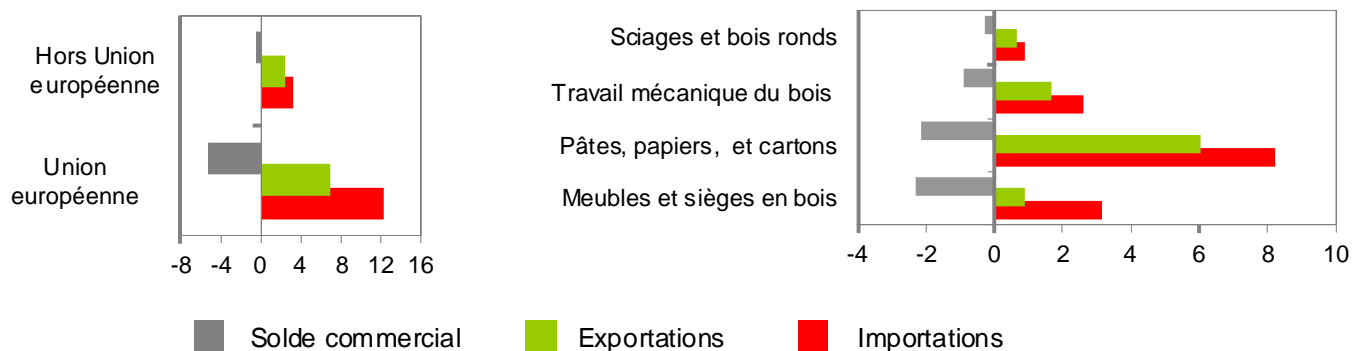 Hors Union
européenne
Union
européenne
-8 -4 0 4 8 12 16
Sciages et bois ronds
Travail mécanique du bois
Pâtes, papiers, et cartons
Meubles et sièges en bois
-4 -2 0 2 4 6 8 10
Solde commercial Exportations Importations